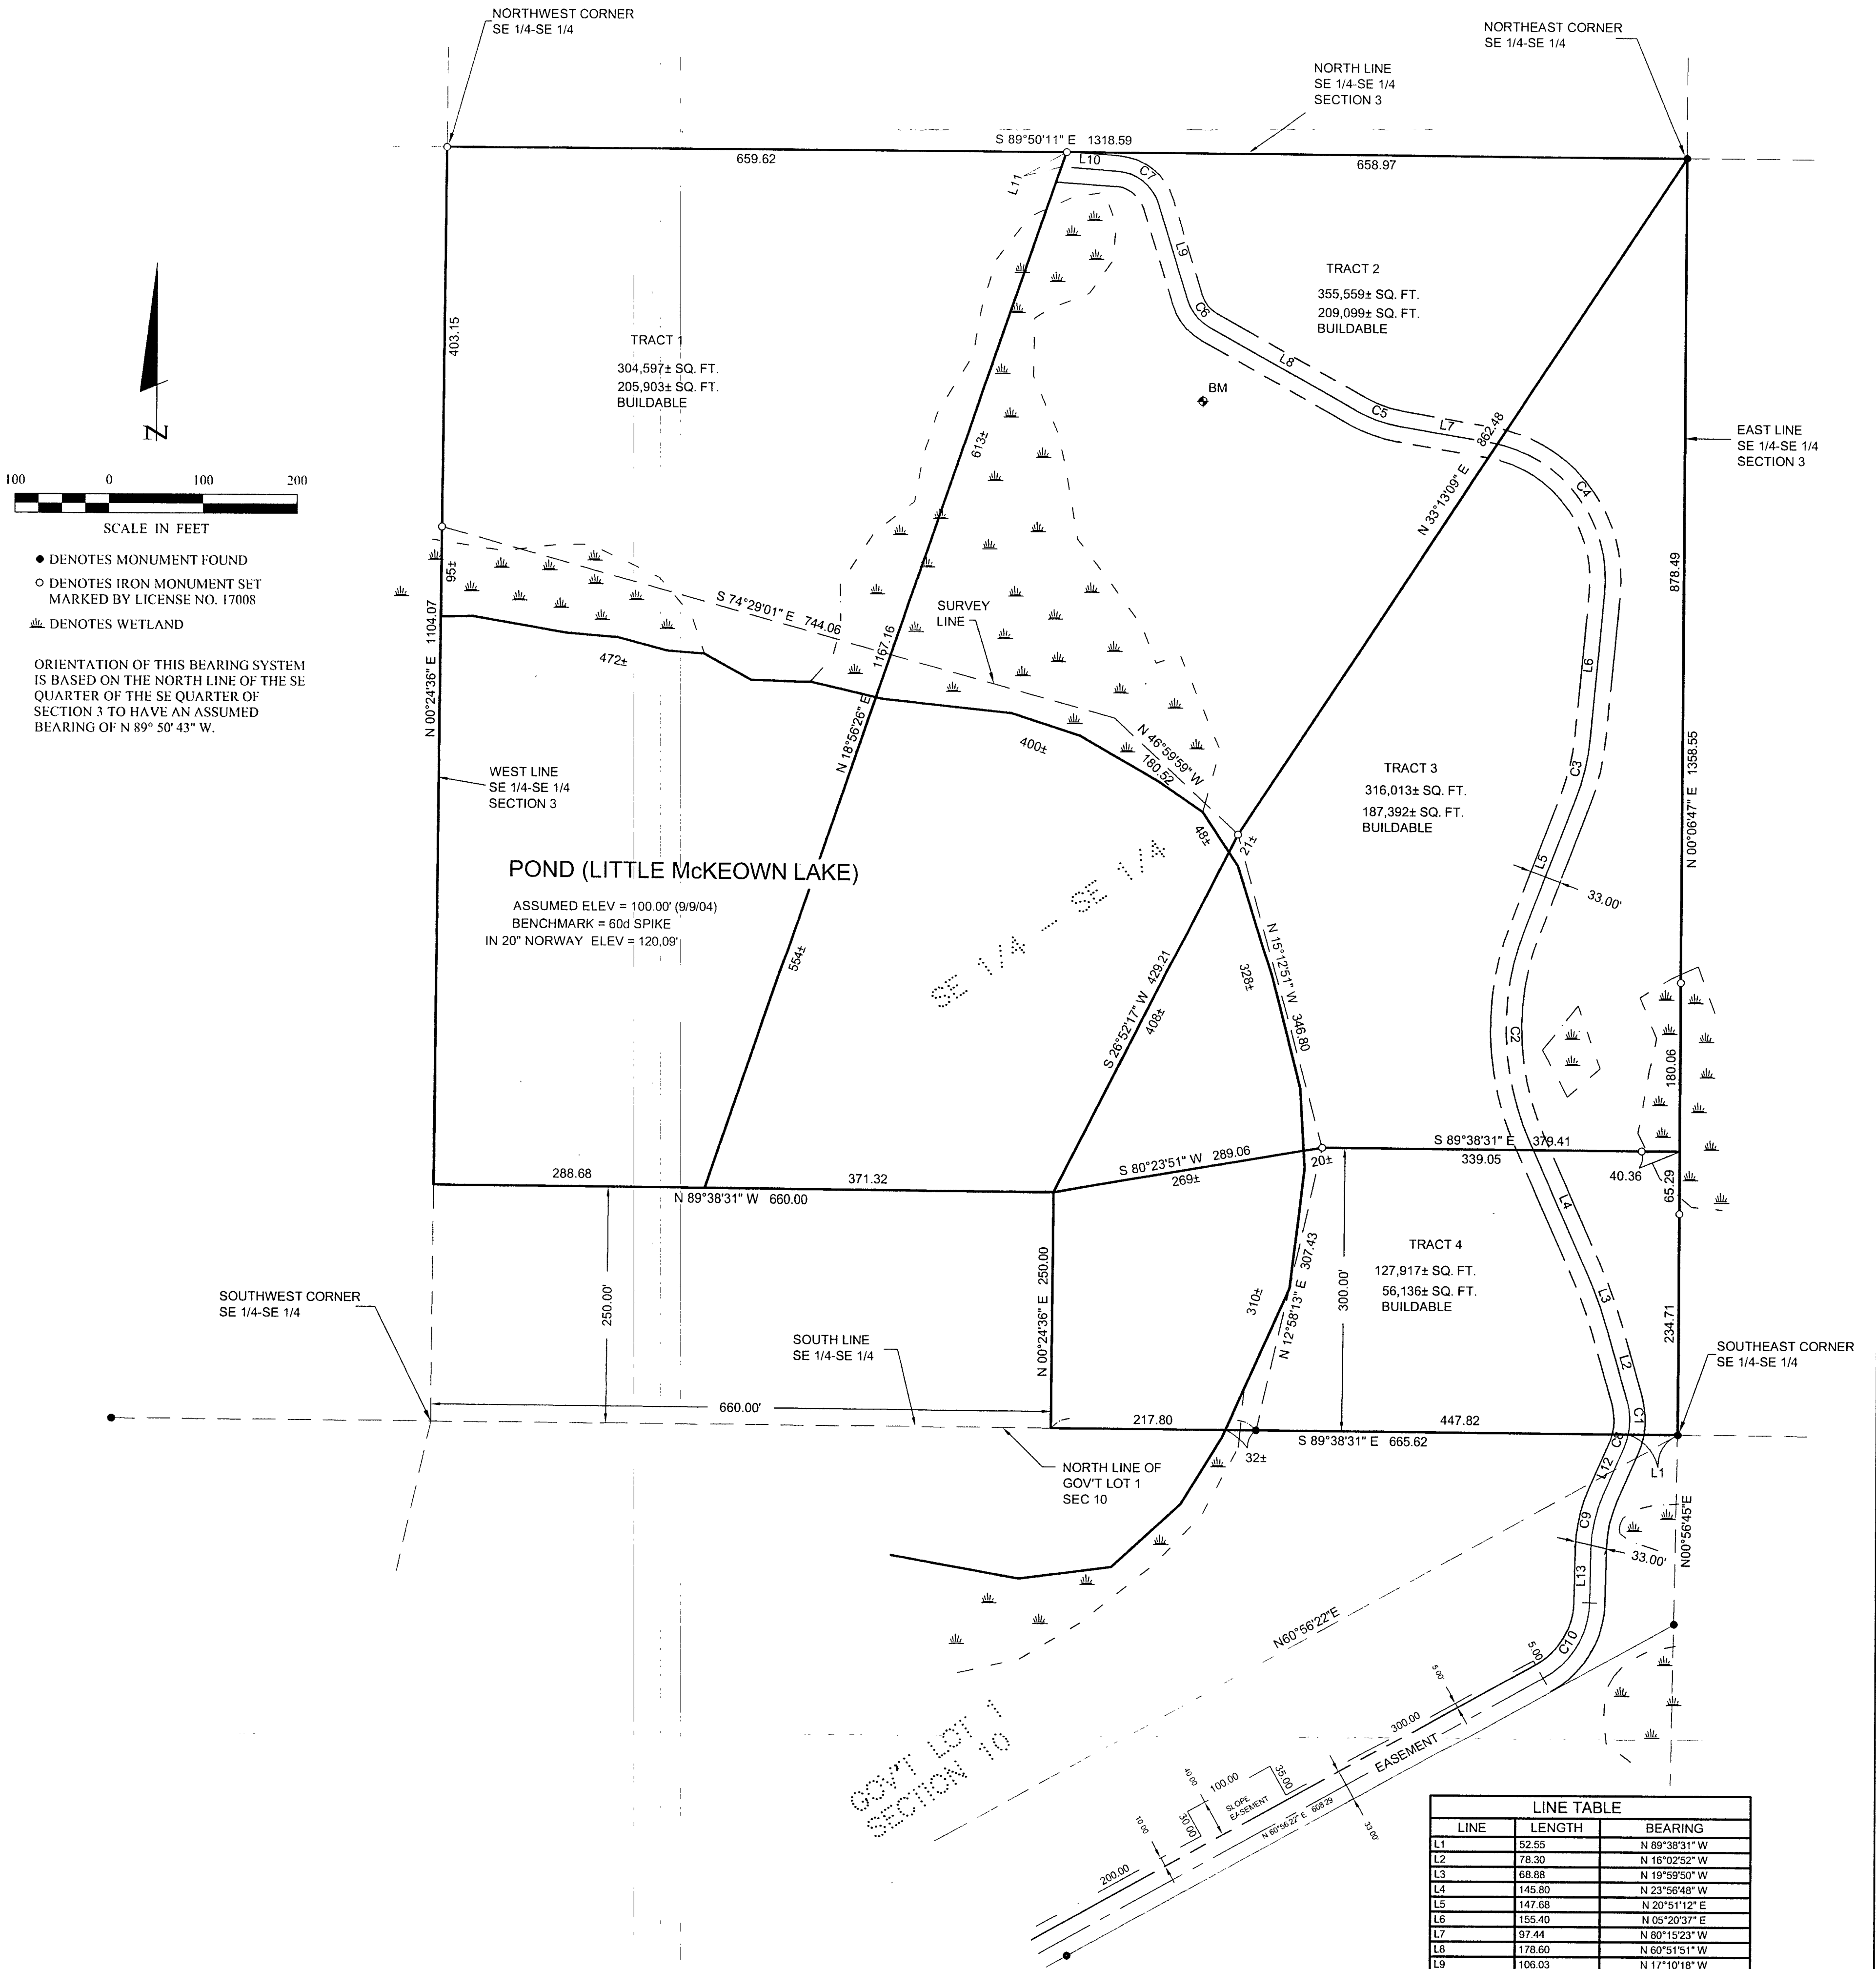 NORTHWEST CORNER
SE 1/4-SE 1/4
NORTHEAST CORNER
SE 1/4-SE 1/4
NORTH LINE
SE 1/4-SE 1/4
SECTION 3
S 89°50'11" E 1318.59
659.62
658.97
L10
C7
L11
L9
C6
L8
C5
L7
C4
TRACT 2
355,559± SQ. FT.
209,099± SQ. FT.
BUILDABLE
BM
TRACT 1
304,597± SQ. FT.
205,903± SQ. FT.
BUILDABLE
403.15
N
100 0 100 200
SCALE IN FEET
● DENOTES MONUMENT FOUND
○ DENOTES IRON MONUMENT SET
MARKED BY LICENSE NO. 17008
DENOTES WETLAND
ORIENTATION OF THIS BEARING SYSTEM
IS BASED ON THE NORTH LINE OF THE SE
QUARTER OF THE SE QUARTER OF
SECTION 3 TO HAVE AN ASSUMED
BEARING OF N 89° 50' 43" W.
613±
N 33°13'09" E 862.48
EAST LINE
SE 1/4-SE 1/4
SECTION 3
878.49
95±
N 00°24'36" E 1104.07
S 74°29'01" E 744.06
SURVEY
LINE
472±
1167.16
N 18°56'26" E
400±
N 46°59'59" W
180.52
48±
21±
L6
C3
L5
33.00'
N 00°06'47" E 1358.55
TRACT 3
316,013± SQ. FT.
187,392± SQ. FT.
BUILDABLE
WEST LINE
SE 1/4-SE 1/4
SECTION 3
POND (LITTLE McKEOWN LAKE)
ASSUMED ELEV = 100.00' (9/9/04)
BENCHMARK = 60d SPIKE
IN 20" NORWAY ELEV = 120.09'
SE 1/4 - SE 1/4
554±
S 26°52'17" W 429.21
408±
N 15°12'51" W 346.80
328±
C2
180.06
S 89°38'31" E 379.41
339.05
40.36
65.29
S 80°23'51" W 289.06
269±
20±
288.68
371.32
N 89°38'31" W 660.00
L4
TRACT 4
127,917± SQ. FT.
56,136± SQ. FT.
BUILDABLE
L3
L2
C1
234.71
250.00'
N 00°24'36" E 250.00
310±
N 12°58'13" E 307.43
300.00'
SOUTHWEST CORNER
SE 1/4-SE 1/4
SOUTH LINE
SE 1/4-SE 1/4
SOUTHEAST CORNER
SE 1/4-SE 1/4
660.00'
217.80
447.82
S 89°38'31" E 665.62
32±
C8
L12
L1
NORTH LINE OF
GOV'T LOT 1
SEC 10
C9
33.00'
N00°56'45"E
L13
C10
N60°56'22"E
5.00
5.00'
300.00
EASEMENT
GOV'T LOT 1
SECTION 10
40.00
100.00
35.00
SLOPE
EASEMENT
30.00
10.00
N 60°56'22" E 608.29
33.00'
200.00
LINE TABLE
LINE LENGTH BEARING
L1 52.55 N 89°38'31" W
L2 78.30 N 16°02'52" W
L3 68.88 N 19°59'50" W
L4 145.80 N 23°56'48" W
L5 147.68 N 20°51'12" E
L6 155.40 N 05°20'37" E
L7 97.44 N 80°15'23" W
L8 178.60 N 60°51'51" W
L9 106.03 N 17°10'18" W